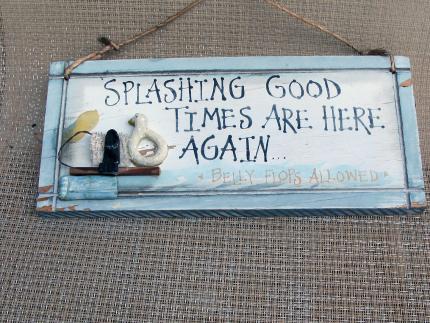 SPLASHING GOOD
TIMES ARE HERE
AGAIN...
BELLY FLOPS ALLOWED